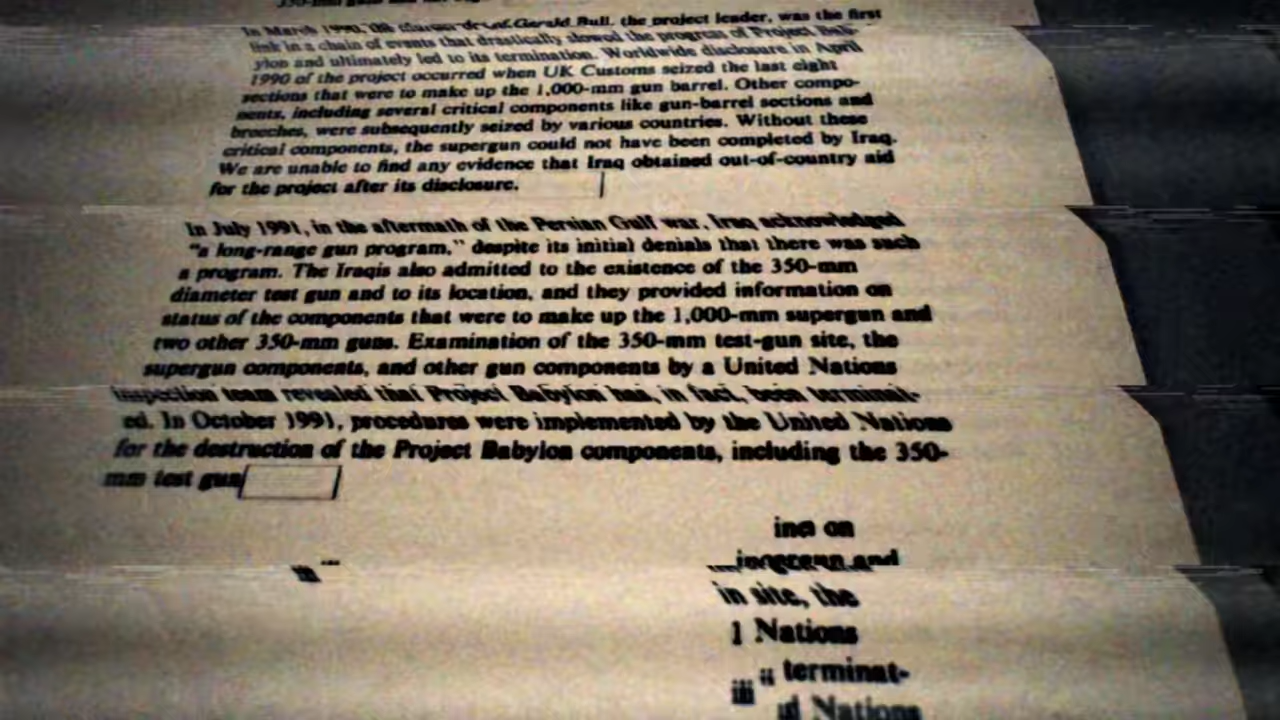 In March 1990, the murder of Gerald Bull, the project leader, was the first
link in a chain of events that drastically slowed the progress of Project Bab-
ylon and ultimately led to its termination. Worldwide disclosure in April
1990 of the project occurred when UK Customs seized the last eight
sections that were to make up the 1,000-mm gun barrel. Other compo-
nents, including several critical components like gun-barrel sections and
breeches, were subsequently seized by various countries. Without these
critical components, the supergun could not have been completed by Iraq.
We are unable to find any evidence that Iraq obtained out-of-country aid
for the project after its disclosure.
In July 1991, in the aftermath of the Persian Gulf war, Iraq acknowledged
"a long-range gun program," despite its initial denials that there was such
a program. The Iraqis also admitted to the existence of the 350-mm
diameter test gun and to its location, and they provided information on
status of the components that were to make up the 1,000-mm supergun and
two other 350-mm guns. Examination of the 350-mm test-gun site, the
supergun components, and other gun components by a United Nations
inspection team revealed that Project Babylon has, in fact, been terminat-
ed. In October 1991, procedures were implemented by the United Nations
for the destruction of the Project Babylon components, including the 350-
mm test gun
on
and
in site, the
Nations
terminat-
Nations